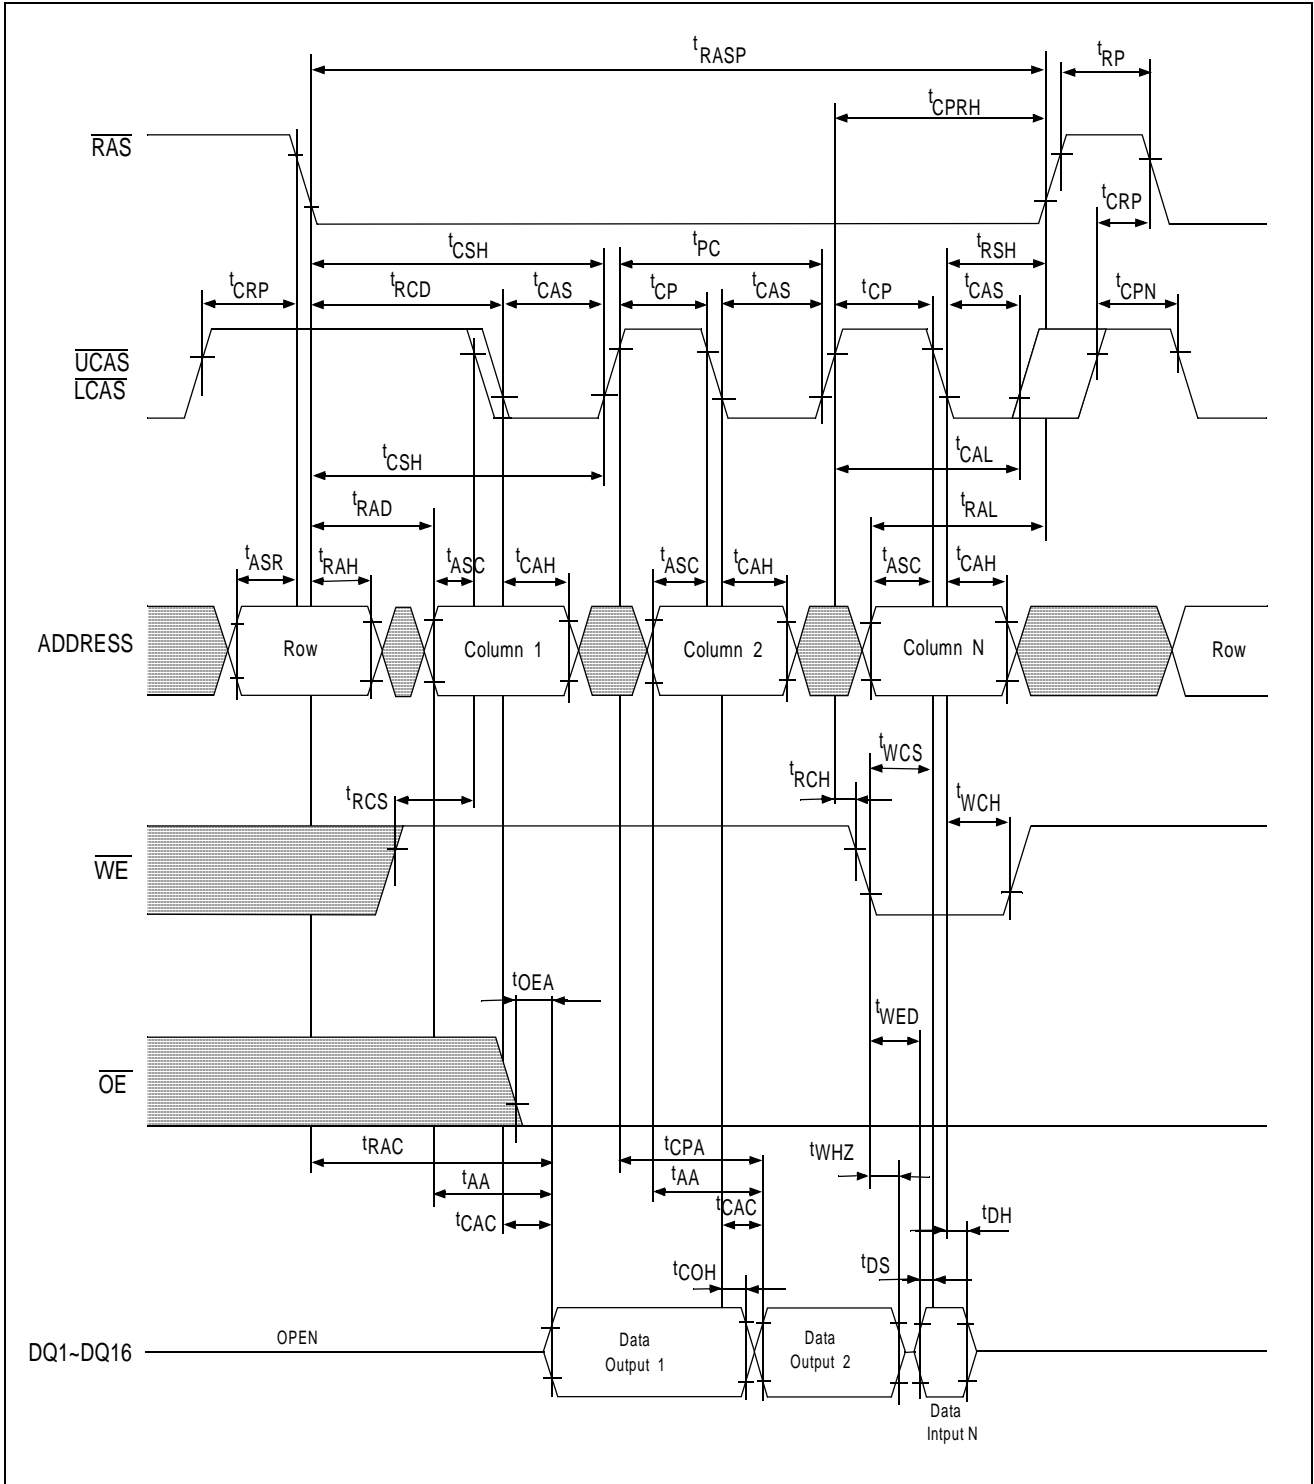 tRASP
tRP
tCPRH
RAS
tCRP
tCSH
tPC
tRSH
tCRP
tRCD
tCAS
tCP
tCAS
tCP
tCAS
tCPN
UCAS
LCAS
tCSH
tCAL
tRAD
tRAL
tASR
tRAH
tASC
tCAH
tASC
tCAH
tASC
tCAH
ADDRESS
Row
Column 1
Column 2
Column N
Row
tWCS
tRCH
tRCS
tWCH
WE
tOEA
tWED
OE
tRAC
tCPA
tWHZ
tAA
tAA
tCAC
tCAC
tDH
tCOH
tDS
DQ1~DQ16
OPEN
Data
Output 1
Data
Output 2
Data
Intput N